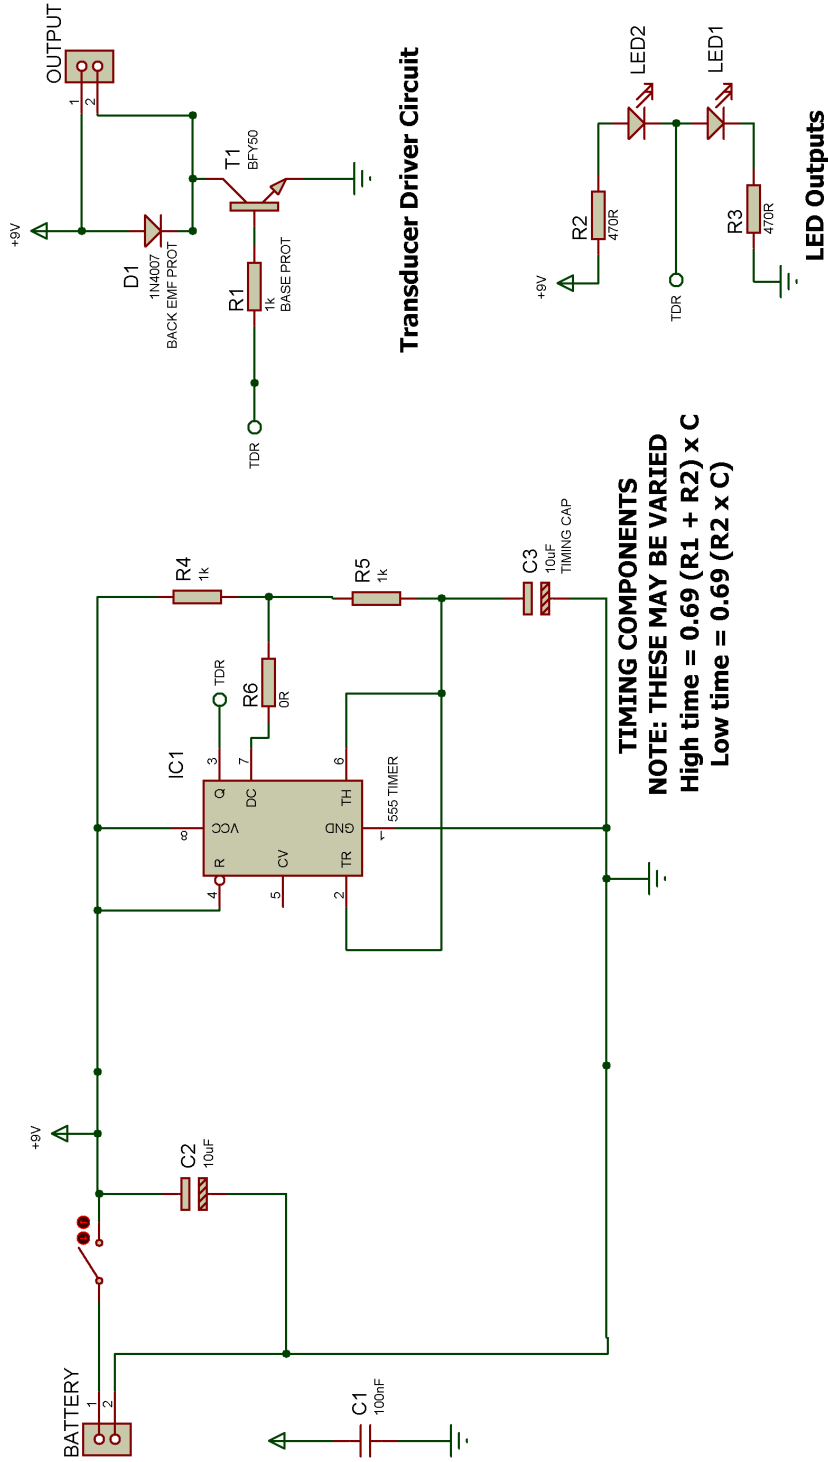 BATTERY
1
2
C1
100nF
+9V
C2
10uF
IC1
555 TIMER
R
4
CV
5
TR
2
VCC
8
GND
1
Q
3
DC
7
TH
6
TDR
R6
0R
R4
1k
R5
1k
C3
10uF
TIMING CAP
TIMING COMPONENTS
NOTE: THESE MAY BE VARIED
High time = 0.69 (R1 + R2) x C
Low time = 0.69 (R2 x C)
+9V
OUTPUT
1
2
D1
1N4007
BACK EMF PROT
T1
BFY50
R1
1k
BASE PROT
TDR
Transducer Driver Circuit
+9V
R2
470R
LED2
TDR
LED1
R3
470R
LED Outputs